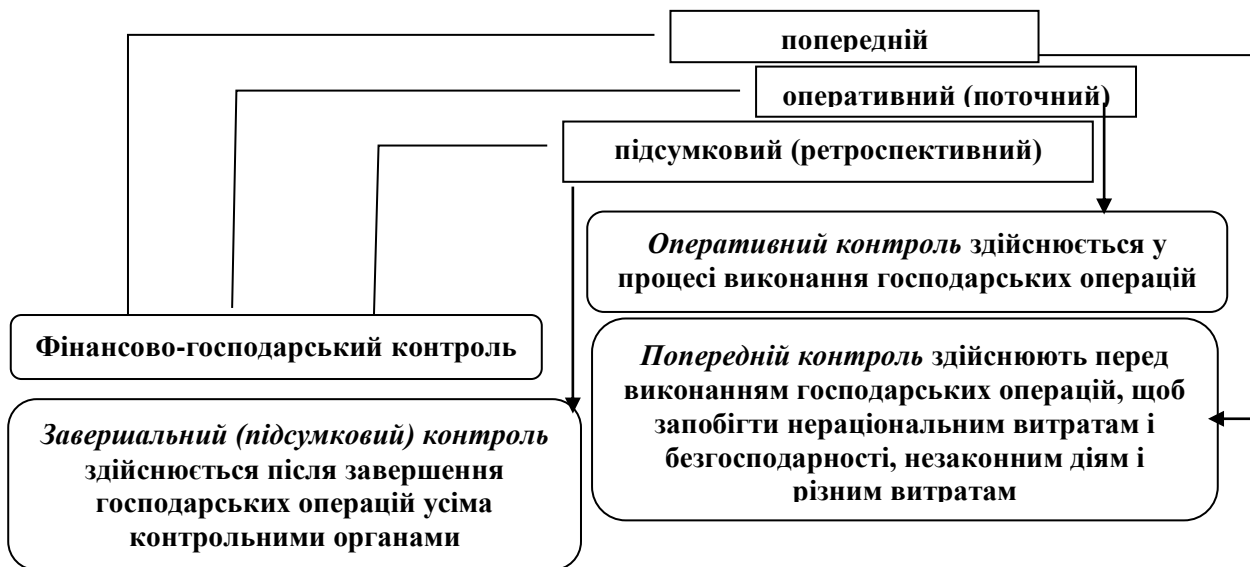 попередній
оперативний (поточний)
підсумковий (ретроспективний)
Оперативний контроль здійснюється у
процесі виконання господарських операцій
Фінансово-господарський контроль
Попередній контроль здійснюють перед
виконанням господарських операцій, щоб
запобігти нераціональним витратам і
безгосподарності, незаконним діям і
різним витратам
Завершальний (підсумковий) контроль
здійснюється після завершення
господарських операцій усіма
контрольними органами